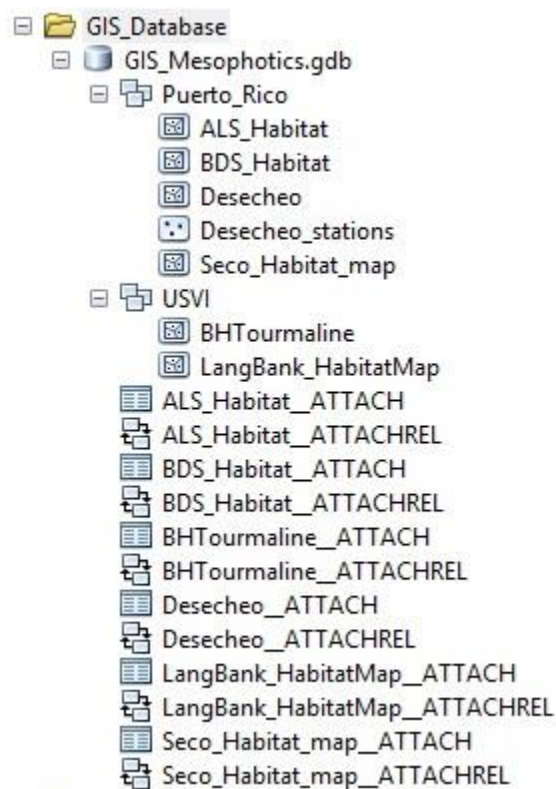 GIS_Database
GIS_Mesophotics.gdb
Puerto_Rico
ALS_Habitat
BDS_Habitat
Desecheo
Desecheo_stations
Seco_Habitat_map
USVI
BHTourmaline
LangBank_HabitatMap
ALS_Habitat__ATTACH
ALS_Habitat__ATTACHREL
BDS_Habitat__ATTACH
BDS_Habitat__ATTACHREL
BHTourmaline__ATTACH
BHTourmaline__ATTACHREL
Desecheo__ATTACH
Desecheo__ATTACHREL
LangBank_HabitatMap__ATTACH
LangBank_HabitatMap__ATTACHREL
Seco_Habitat_map__ATTACH
Seco_Habitat_map__ATTACHREL